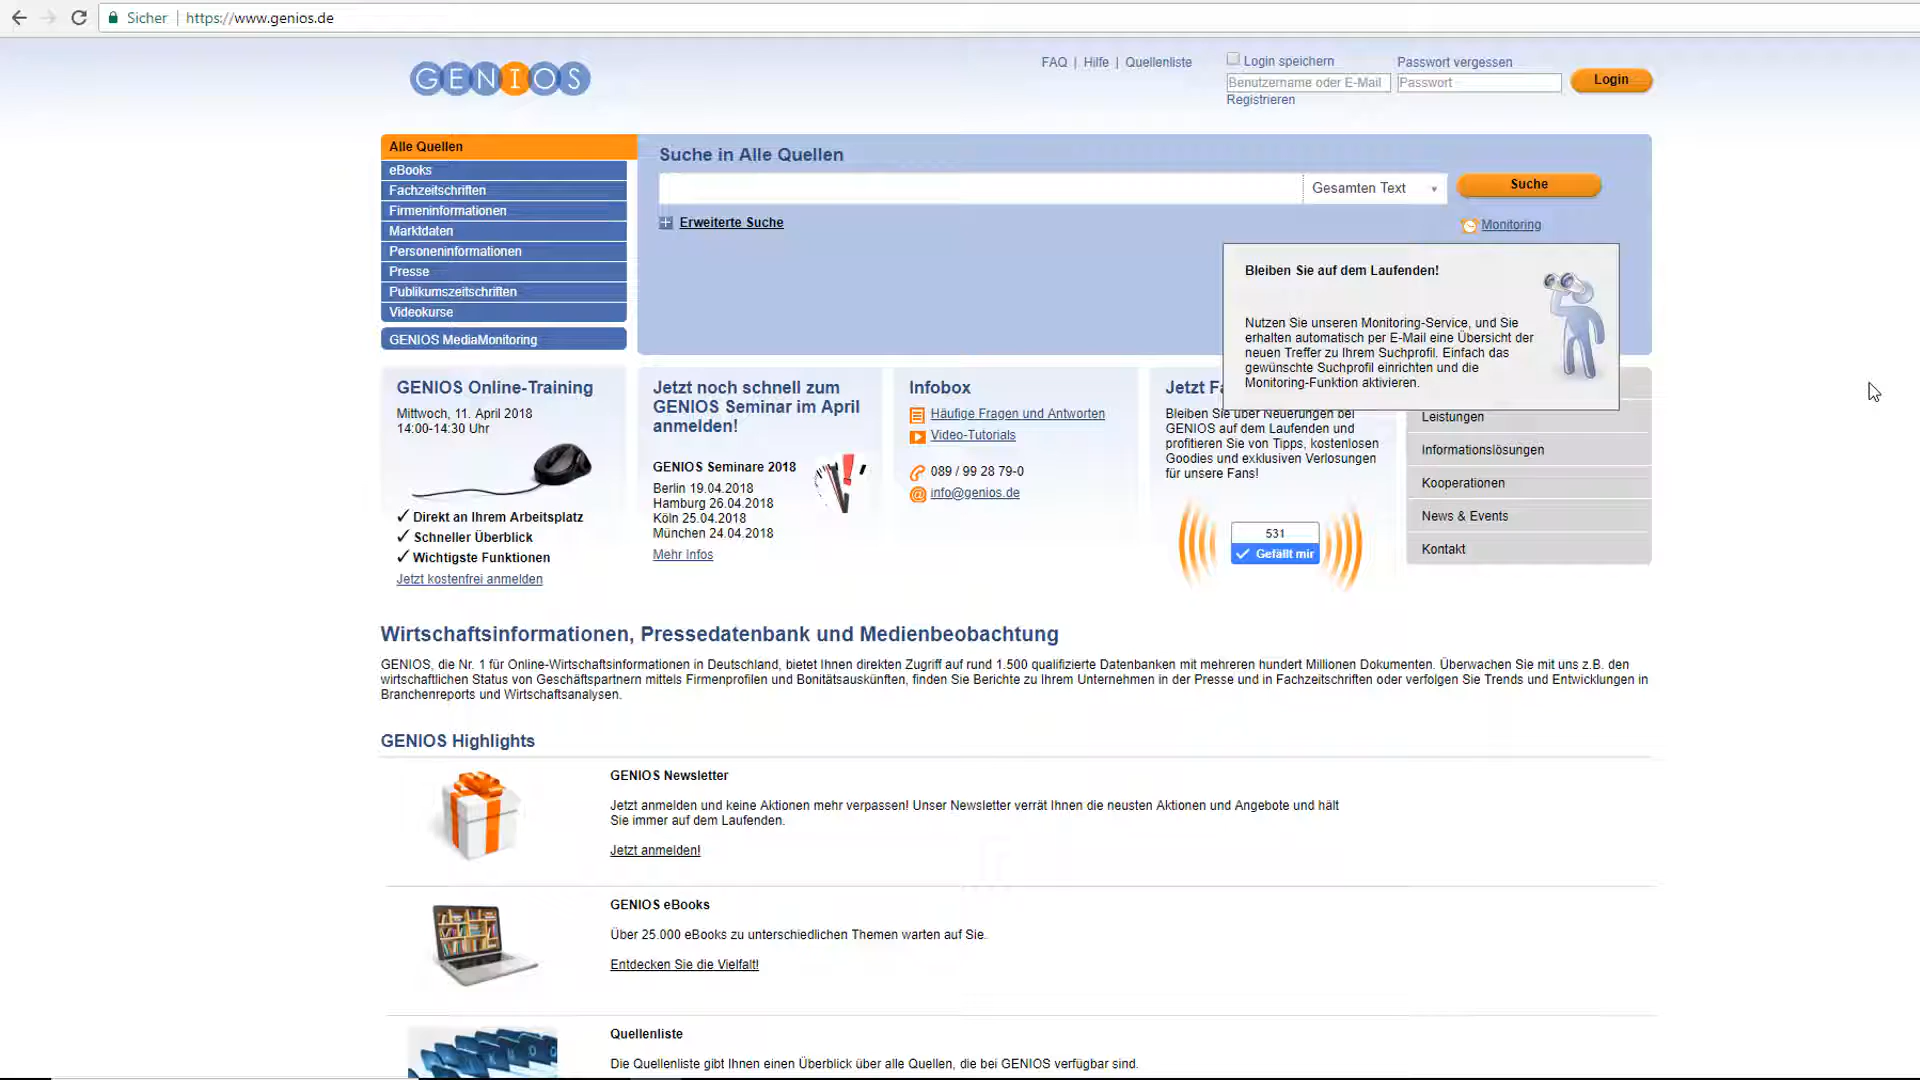 Sicher
https://www.genios.de
GENIOS
FAQ | Hilfe | Quellenliste
Login speichern
Passwort vergessen
Benutzername oder E-Mail
Passwort
Login
Registrieren
Alle Quellen
eBooks
Fachzeitschriften
Firmeninformationen
Marktdaten
Personeninformationen
Presse
Publikumszeitschriften
Videokurse
GENIOS MediaMonitoring
Suche in Alle Quellen
Gesamten Text
Suche
Erweiterte Suche
Monitoring
Bleiben Sie auf dem Laufenden!
Nutzen Sie unseren Monitoring-Service, und Sie
erhalten automatisch per E-Mail eine Übersicht der
neuen Treffer zu Ihrem Suchprofil. Einfach das
gewünschte Suchprofil einrichten und die
Monitoring-Funktion aktivieren.
GENIOS Online-Training
Mittwoch, 11. April 2018
14:00-14:30 Uhr
✓ Direkt an Ihrem Arbeitsplatz
✓ Schneller Überblick
✓ Wichtigste Funktionen
Jetzt kostenfrei anmelden
Jetzt noch schnell zum
GENIOS Seminar im April
anmelden!
GENIOS Seminare 2018
Berlin 19.04.2018
Hamburg 26.04.2018
Köln 25.04.2018
München 24.04.2018
Mehr Infos
Infobox
Häufige Fragen und Antworten
Video-Tutorials
089 / 99 28 79-0
info@genios.de
Jetzt Fa
Bleiben Sie über Neuerungen bei
GENIOS auf dem Laufenden und
profitieren Sie von Tipps, kostenlosen
Goodies und exklusiven Verlosungen
für unsere Fans!
531
Gefällt mir
Leistungen
Informationslösungen
Kooperationen
News & Events
Kontakt
Wirtschaftsinformationen, Pressedatenbank und Medienbeobachtung
GENIOS, die Nr. 1 für Online-Wirtschaftsinformationen in Deutschland, bietet Ihnen direkten Zugriff auf rund 1.500 qualifizierte Datenbanken mit mehreren hundert Millionen Dokumenten. Überwachen Sie mit uns z.B. den
wirtschaftlichen Status von Geschäftspartnern mittels Firmenprofilen und Bonitätsauskünften, finden Sie Berichte zu Ihrem Unternehmen in der Presse und in Fachzeitschriften oder verfolgen Sie Trends und Entwicklungen in
Branchenreports und Wirtschaftsanalysen.
GENIOS Highlights
GENIOS Newsletter
Jetzt anmelden und keine Aktionen mehr verpassen! Unser Newsletter verrät Ihnen die neusten Aktionen und Angebote und hält
Sie immer auf dem Laufenden.
Jetzt anmelden!
GENIOS eBooks
Über 25.000 eBooks zu unterschiedlichen Themen warten auf Sie.
Entdecken Sie die Vielfalt!
Quellenliste
Die Quellenliste gibt Ihnen einen Überblick über alle Quellen, die bei GENIOS verfügbar sind.